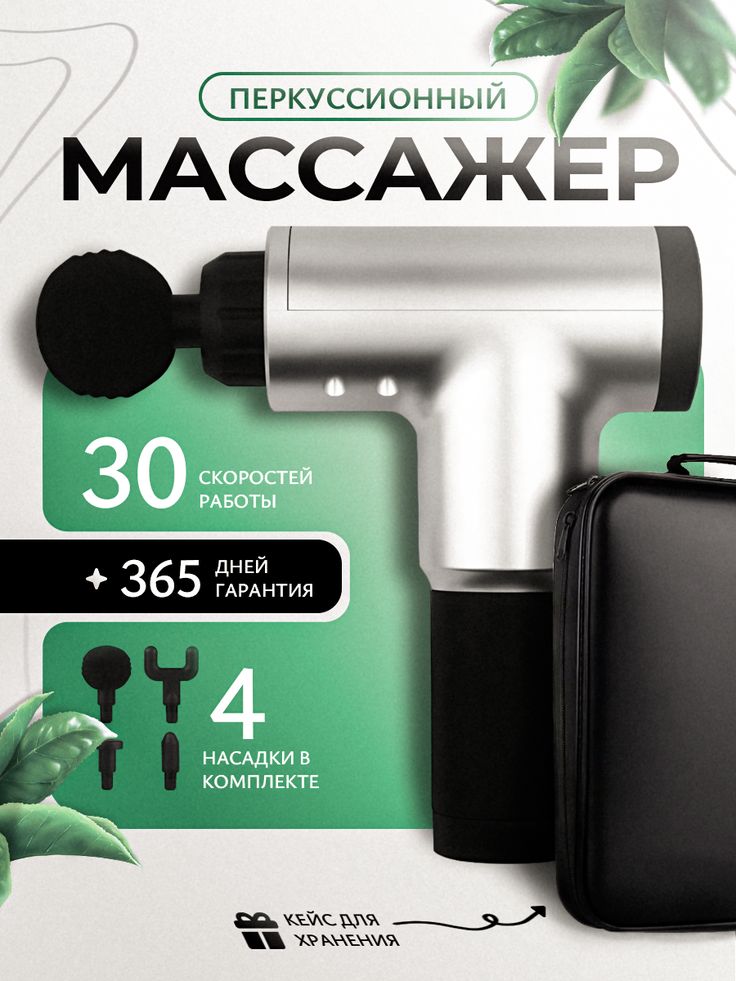 ПЕРКУССИОННЫЙ
МАССАЖЕР
30
СКОРОСТЕЙ
РАБОТЫ
+ 365
ДНЕЙ
ГАРАНТИЯ
4
НАСАДКИ В
КОМПЛЕКТЕ
КЕЙС ДЛЯ
ХРАНЕНИЯ